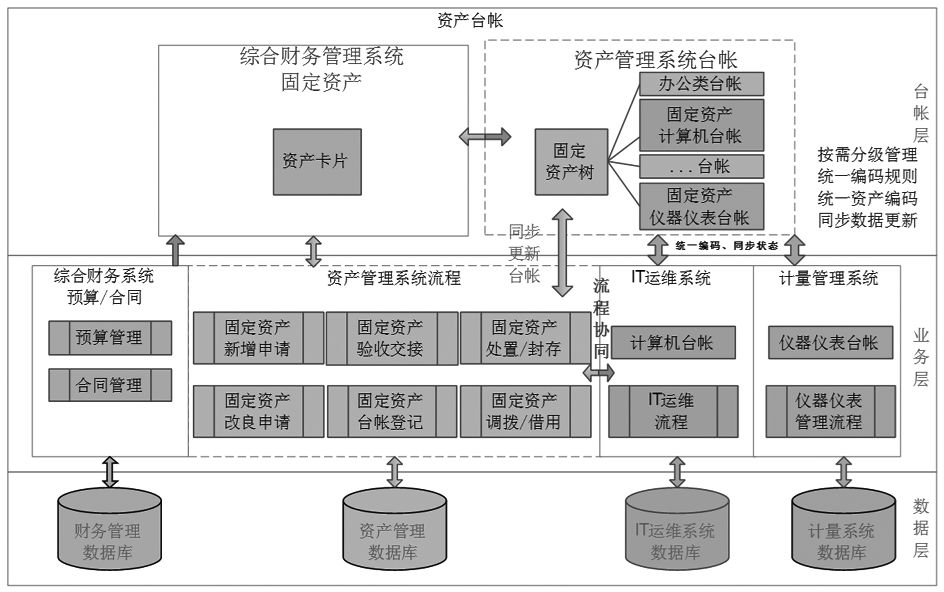 资产台帐
综合财务管理系统
固定资产
资产卡片
资产管理系统台帐
固定
资产树
办公类台帐
固定资产
计算机台帐
...台帐
固定资产
仪器仪表台帐
台帐层
按需分级管理
统一编码规则
统一资产编码
同步数据更新
同步
更新
台帐
统一编码、同步状态
综合财务系统
预算/合同
预算管理
合同管理
资产管理系统流程
固定资产
新增申请
固定资产
验收交接
固定资产
处置/封存
固定资产
改良申请
固定资产
台帐登记
固定资产
调拨/借用
流程协同
IT运维系统
计算机台帐
IT运维
流程
计量管理系统
仪器仪表台帐
仪器仪表
管理流程
业务层
财务管理
数据库
资产管理
数据库
IT运维系统
数据库
计量系统
数据库
数据层